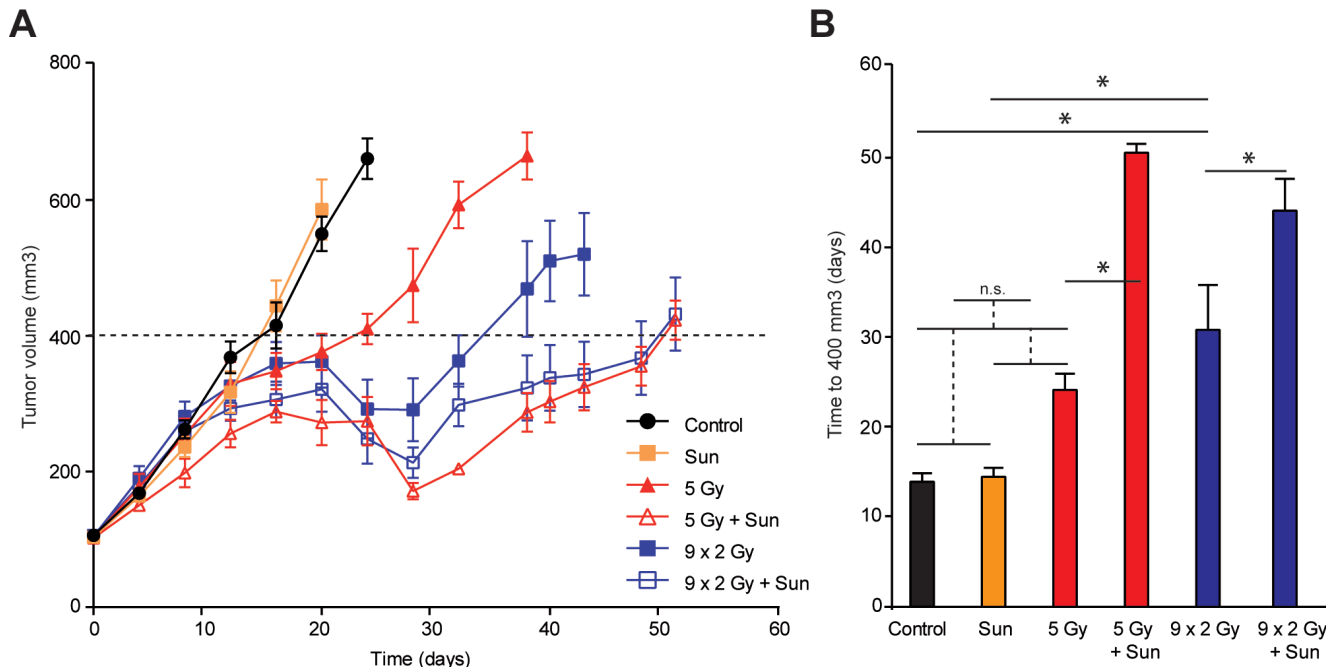 A
800
600
400
200
0
0 10 20 30 40 50 60
Tumor volume (mm3)
Time (days)
Control
Sun
5 Gy
5 Gy + Sun
9 x 2 Gy
9 x 2 Gy + Sun
B
60
50
40
30
20
10
0
Time to 400 mm3 (days)
*
*
*
n.s.
*
Control Sun 5 Gy 5 Gy 9 x 2 Gy 9 x 2 Gy
+ Sun + Sun